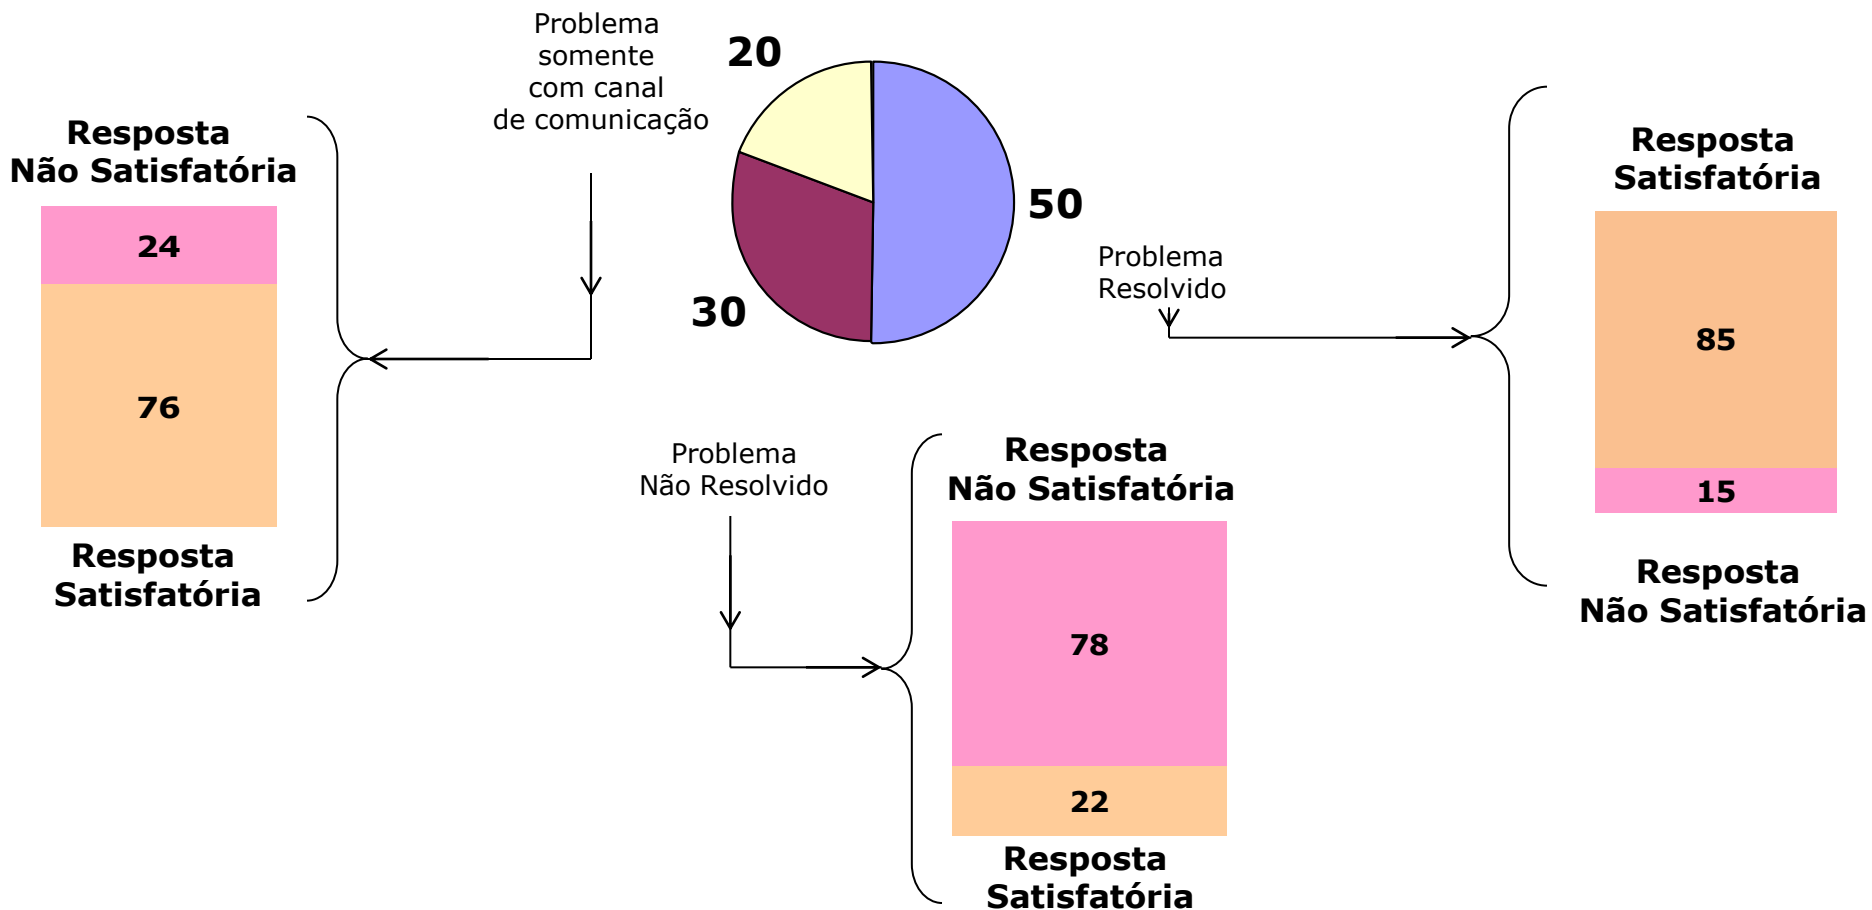 Problema
somente
com canal
de comunicação
20
50
30
Resposta
Não Satisfatória
24
76
Resposta
Satisfatória
Problema
Resolvido
Resposta
Satisfatória
85
15
Resposta
Não Satisfatória
Problema
Não Resolvido
Resposta
Não Satisfatória
78
22
Resposta
Satisfatória